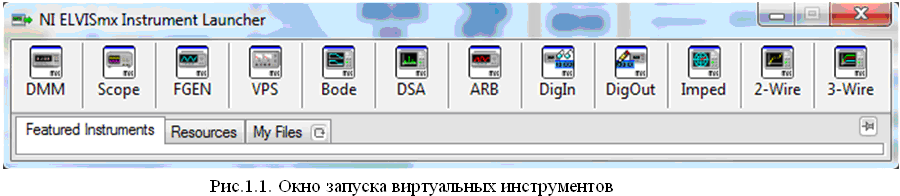 NI ELVISmx Instrument Launcher
DMM Scope FGEN VPS Bode DSA ARB DigIn DigOut Imped 2-Wire 3-Wire
Featured Instruments Resources My Files
Рис.1.1. Окно запуска виртуальных инструментов